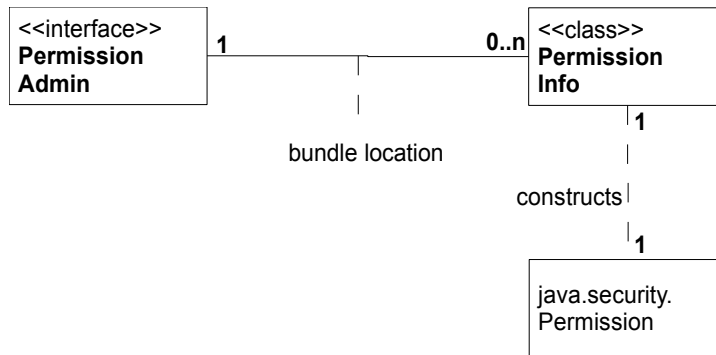 <<interface>>
Permission
Admin
1
0..n
<<class>>
Permission
Info
bundle location
1
constructs
1
java.security.
Permission